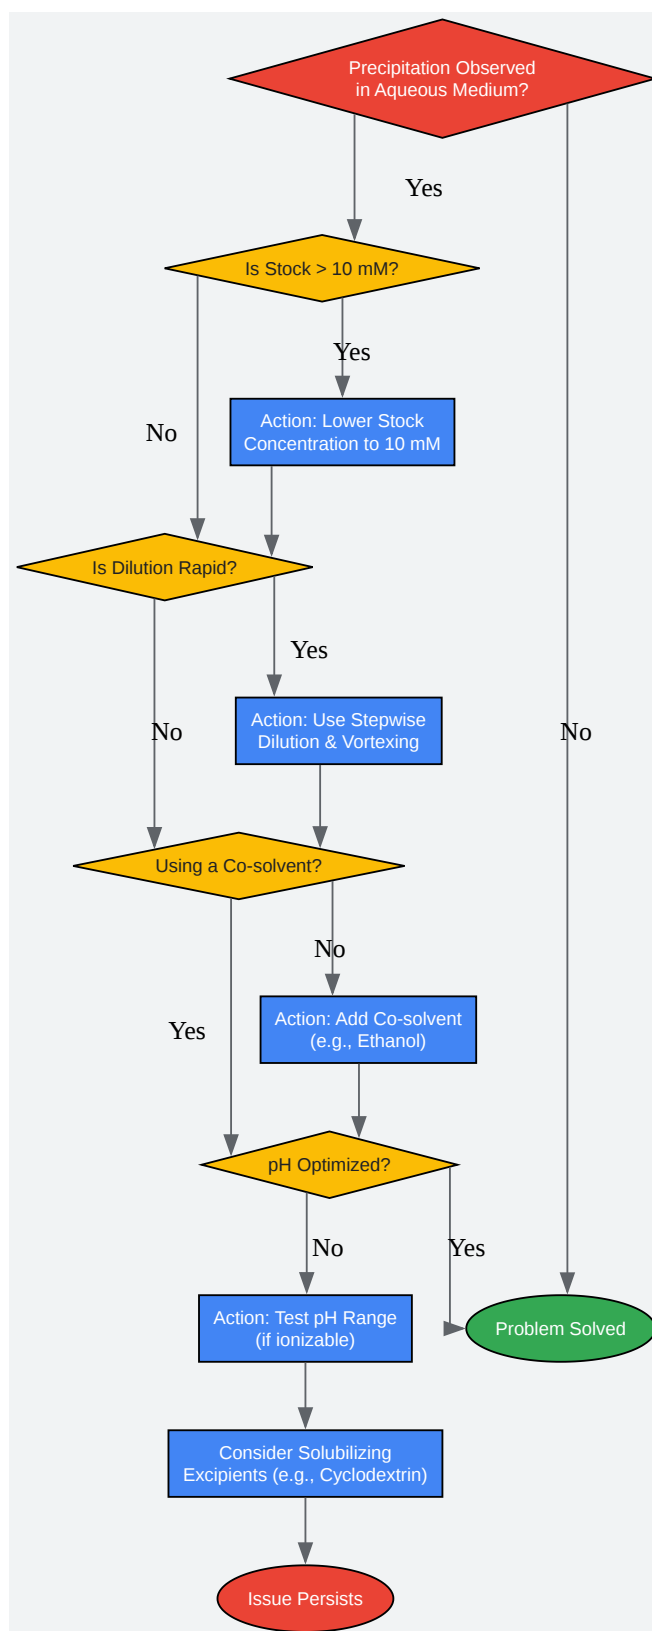 Precipitation Observed
in Aqueous Medium?
Yes
Is Stock > 10 mM?
Yes
Action: Lower Stock
Concentration to 10 mM
No
Is Dilution Rapid?
Yes
Action: Use Stepwise
Dilution & Vortexing
No
No
Using a Co-solvent?
No
Action: Add Co-solvent
(e.g., Ethanol)
Yes
pH Optimized?
No
Yes
Action: Test pH Range
(if ionizable)
Problem Solved
Consider Solubilizing
Excipients (e.g., Cyclodextrin)
Issue Persists